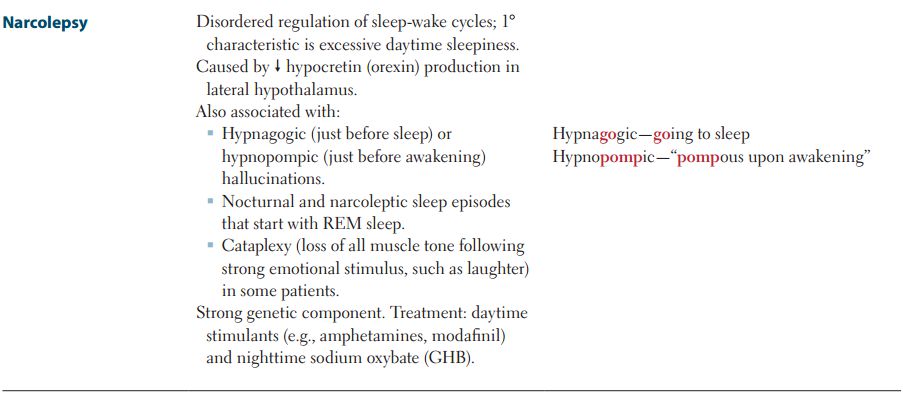 Narcolepsy
Disordered regulation of sleep-wake cycles; 1°
characteristic is excessive daytime sleepiness.
Caused by ↓ hypocretin (orexin) production in
lateral hypothalamus.
Also associated with:
▪ Hypnagogic (just before sleep) or
hypnopompic (just before awakening)
hallucinations.
▪ Nocturnal and narcoleptic sleep episodes
that start with REM sleep.
▪ Cataplexy (loss of all muscle tone following
strong emotional stimulus, such as laughter)
in some patients.
Strong genetic component. Treatment: daytime
stimulants (e.g., amphetamines, modafinil)
and nighttime sodium oxybate (GHB).
Hypnagogic—going to sleep
Hypnopompic—“pompous upon awakening”